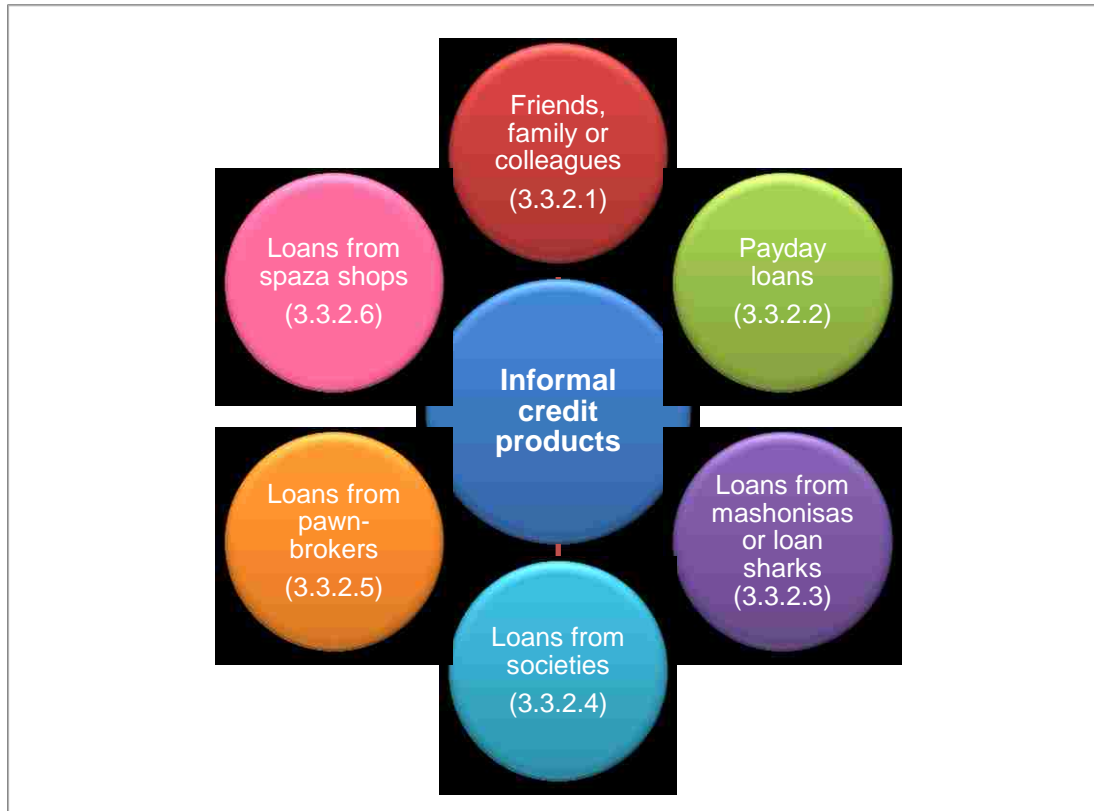 Friends,
family or
colleagues
(3.3.2.1)
Payday
loans
(3.3.2.2)
Loans from
mashonisas
or loan
sharks
(3.3.2.3)
Loans from
societies
(3.3.2.4)
Loans from
pawn-
brokers
(3.3.2.5)
Loans from
spaza shops
(3.3.2.6)
Informal
credit
products